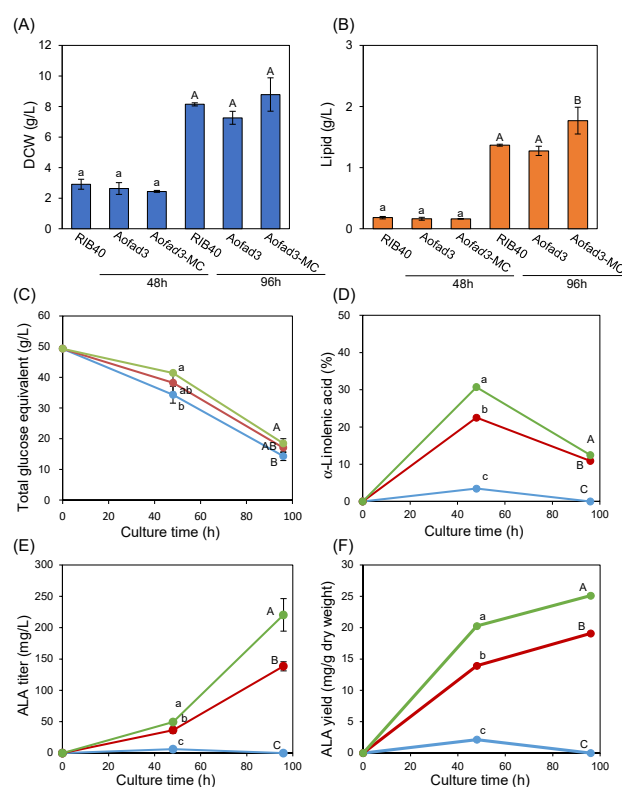 (A)
DCW (g/L)
14
12
10
8
6
4
2
0
a
a
a
A
A
A
RIB40
Aofad3
Aofad3-MC
RIB40
Aofad3
Aofad3-MC
48h
96h
(B)
Lipid (g/L)
3
2
1
0
a
a
a
A
A
B
RIB40
Aofad3
Aofad3-MC
RIB40
Aofad3
Aofad3-MC
48h
96h
(C)
Total glucose equivalent (g/L)
60
50
40
30
20
10
0
a
ab
b
A
AB
B
0 20 40 60 80 100
Culture time (h)
(D)
α-Linolenic acid (%)
50
40
30
20
10
0
a
b
c
A
B
C
0 20 40 60 80 100
Culture time (h)
(E)
ALA titer (mg/L)
300
250
200
150
100
50
0
a
b
c
A
B
C
0 20 40 60 80 100
Culture time (h)
(F)
ALA yield (mg/g dry weight)
30
25
20
15
10
5
0
a
b
c
A
B
C
0 20 40 60 80 100
Culture time (h)